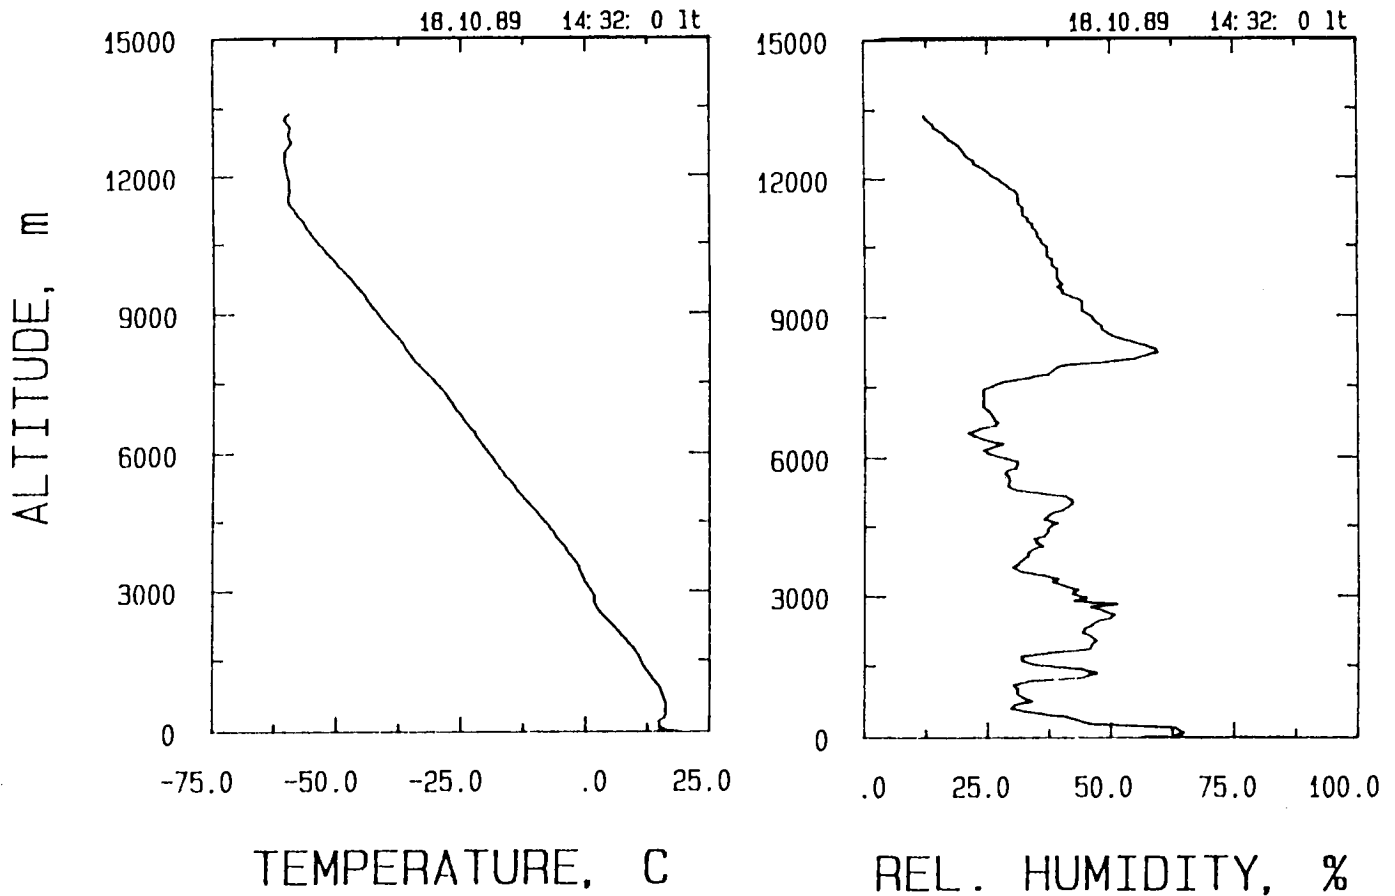 18.10.89 14:32: 0 lt
15000
12000
9000
6000
3000
0
-75.0 -50.0 -25.0 .0 25.0
ALTITUDE, m
TEMPERATURE, C
18.10.89 14:32: 0 lt
15000
12000
9000
6000
3000
0
.0 25.0 50.0 75.0 100.0
REL. HUMIDITY, %